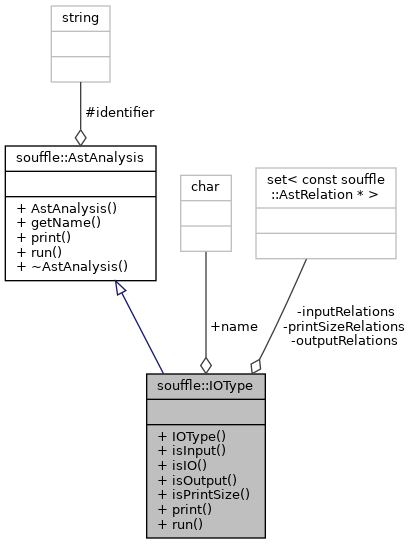 string
#identifier
souffle::AstAnalysis
+ AstAnalysis()
+ getName()
+ print()
+ run()
+ ~AstAnalysis()
char
set< const souffle
::AstRelation * >
+name
-inputRelations
-printSizeRelations
-outputRelations
souffle::IOType
+ IOType()
+ isInput()
+ isIO()
+ isOutput()
+ isPrintSize()
+ print()
+ run()